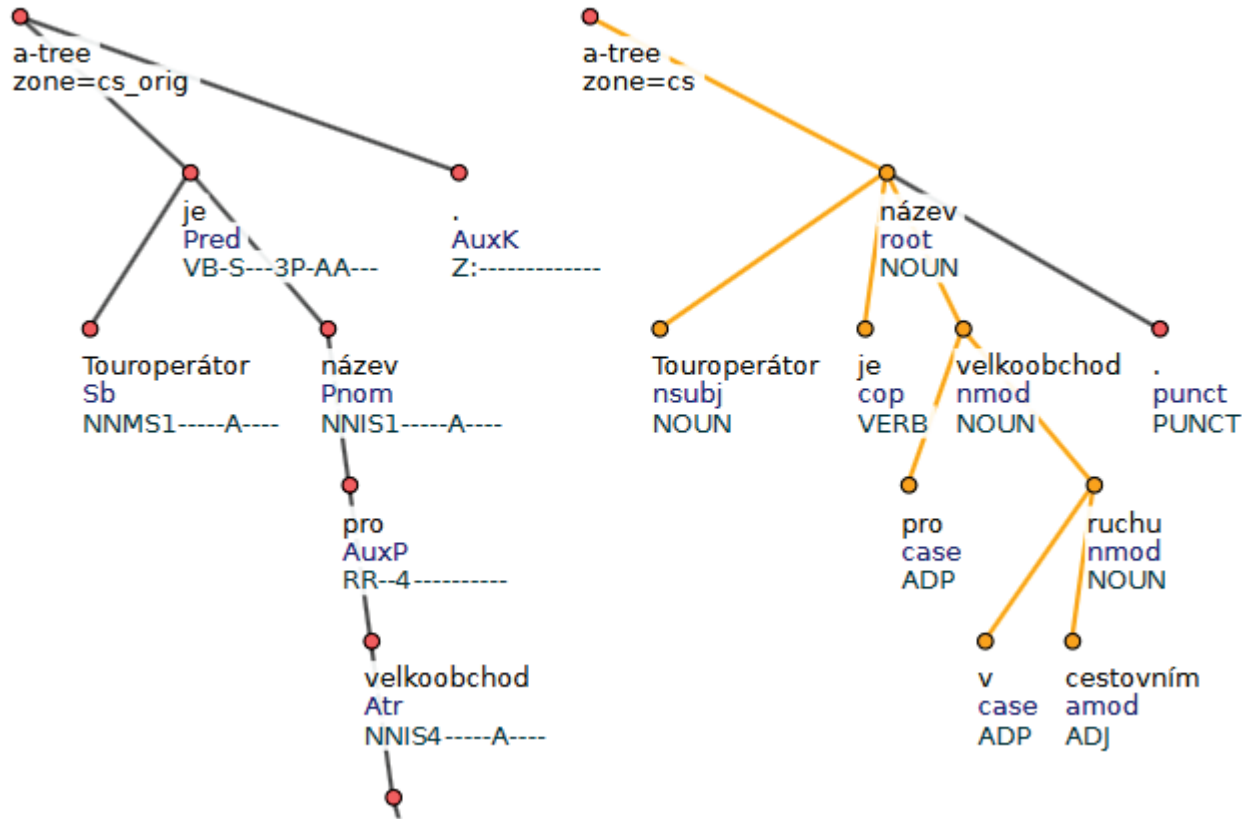 a-tree
zone=cs_orig
je
Pred
VB-S---3P-AA---
.
AuxK
Z:-------------
Touroperátor
Sb
NNMS1-----A----
název
Pnom
NNIS1-----A----
pro
AuxP
RR--4----------
velkoobchod
Atr
NNIS4-----A----
a-tree
zone=cs
název
root
NOUN
Touroperátor
nsubj
NOUN
je
cop
VERB
velkoobchod
nmod
NOUN
.
punct
PUNCT
pro
case
ADP
ruchu
nmod
NOUN
v
case
ADP
cestovním
amod
ADJ